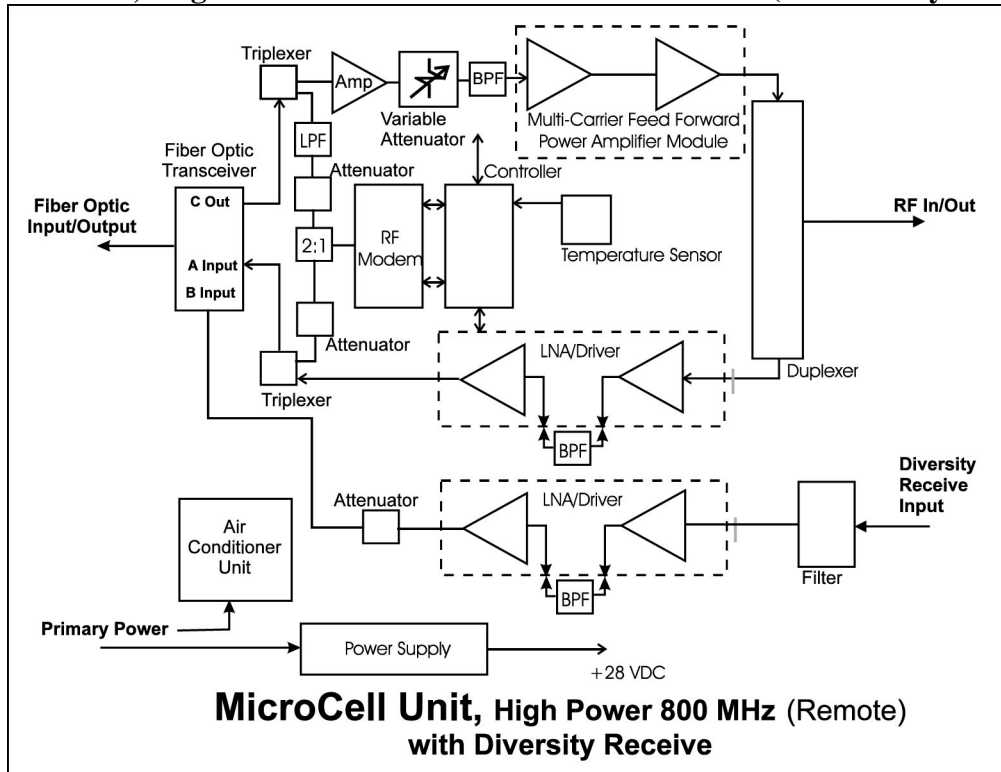 Triplexer
Amp
Variable
Attenuator
BPF
Multi-Carrier Feed Forward
Power Amplifier Module
LPF
Fiber Optic
Transceiver
Attenuator
Controller
C Out
Fiber Optic
Input/Output
RF In/Out
2:1
RF
Modem
Temperature Sensor
A Input
B Input
Attenuator
LNA/Driver
Duplexer
Triplexer
BPF
Diversity
Receive
Input
Attenuator
LNA/Driver
Air
Conditioner
Unit
Filter
BPF
Primary Power
Power Supply
+28 VDC
MicroCell Unit, High Power 800 MHz (Remote)
with Diversity Receive